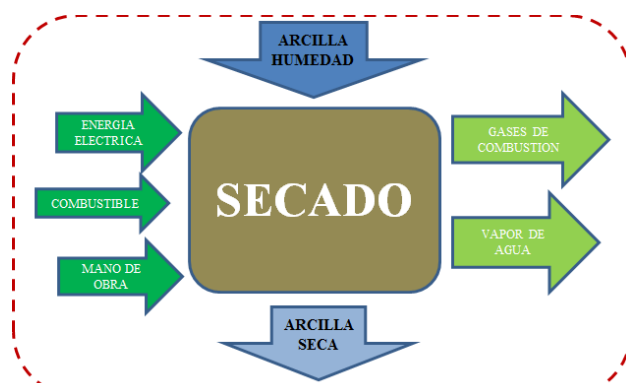 ARCILLA
HUMEDAD
ENERGIA
ELECTRICA
COMBUSTIBLE
MANO DE
OBRA
SECADO
GASES DE
COMBUSTION
VAPOR DE
AGUA
ARCILLA
SECA